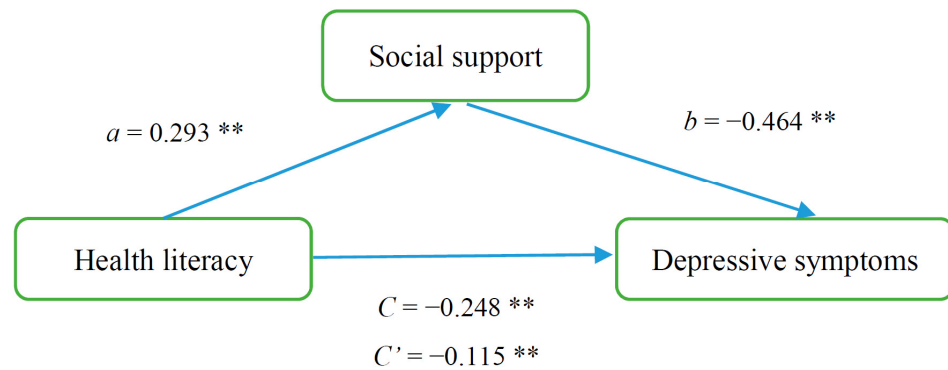 Social support
a = 0.293 **
b = −0.464 **
Health literacy
Depressive symptoms
C = −0.248 **
C’ = −0.115 **